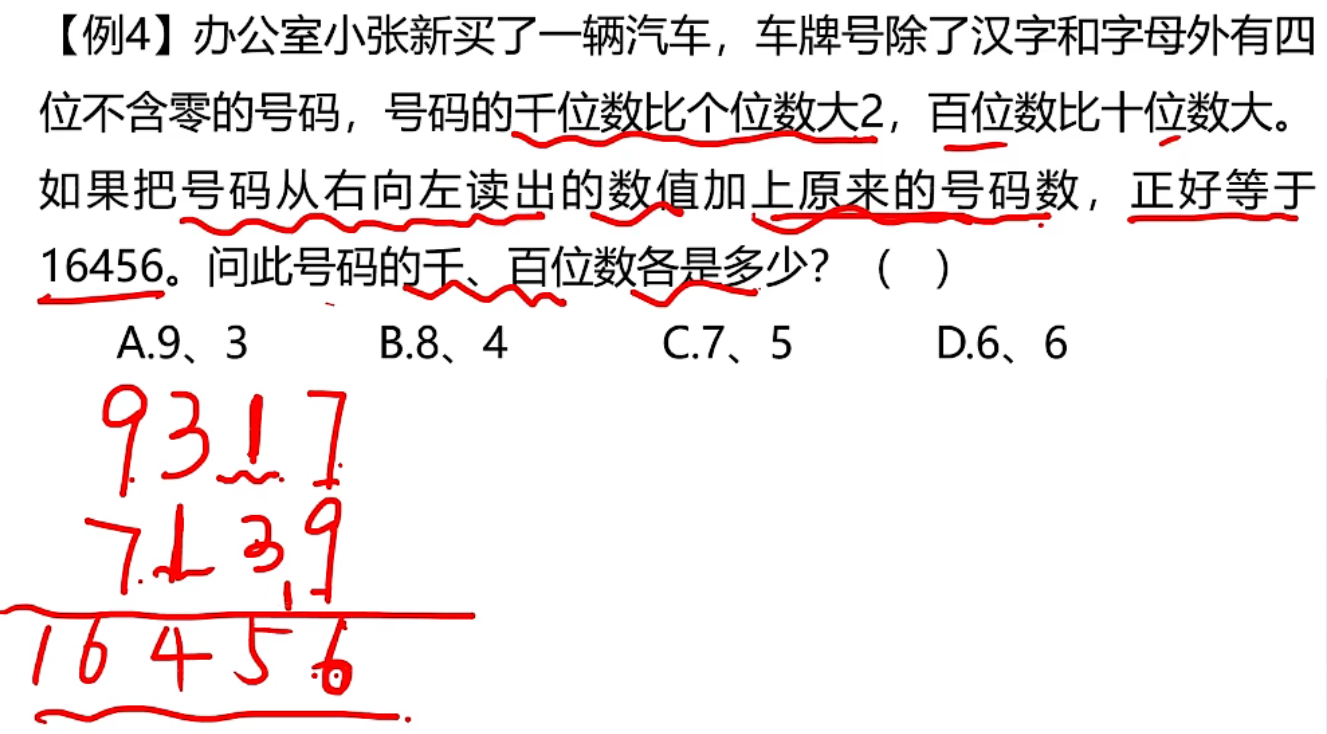 【例4】办公室小张新买了一辆汽车，车牌号除了汉字和字母外有四
位不含零的号码，号码的千位数比个位数大2，百位数比十位数大。
如果把号码从右向左读出的数值加上原来的号码数，正好等于
16456。问此号码的千、百位数各是多少？（ ）
A.9、3 B.8、4 C.7、5 D.6、6
9317
7139
1
16456